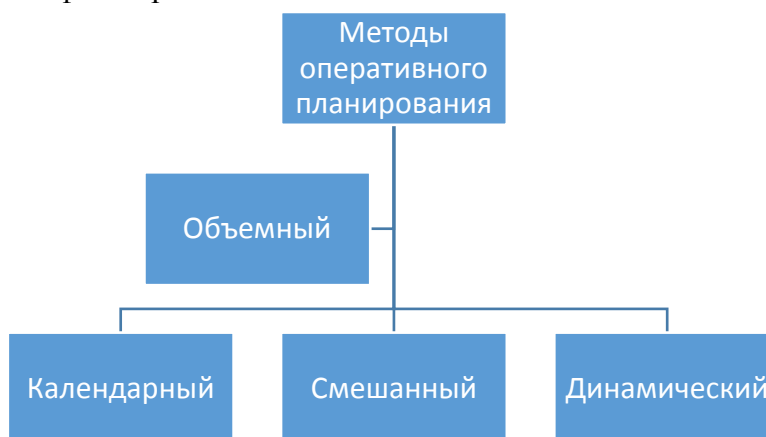 Методы
оперативного
планирования
Объемный
Календарный
Смешанный
Динамический